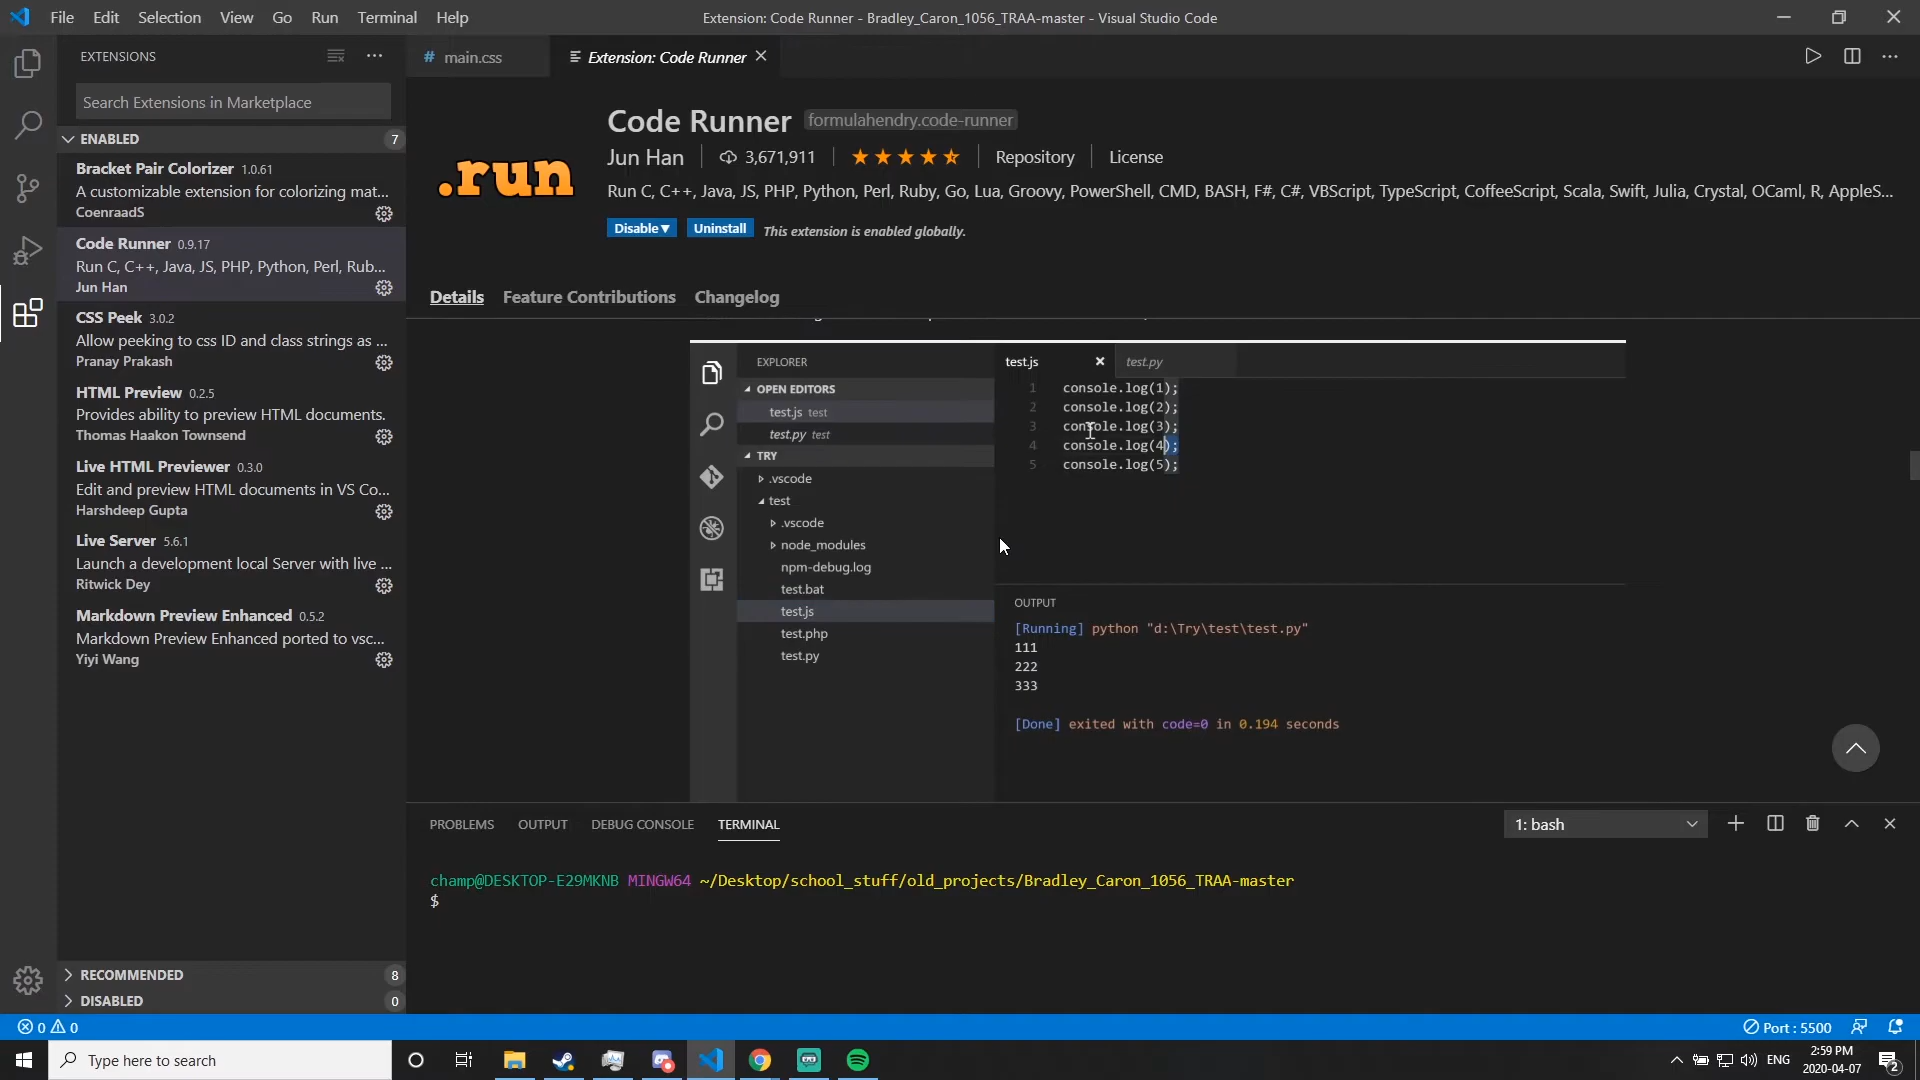 File Edit Selection View Go Run Terminal Help
Extension: Code Runner - Bradley_Caron_1056_TRAA-master - Visual Studio Code
EXTENSIONS
Search Extensions in Marketplace
ENABLED 7
Bracket Pair Colorizer 1.0.61
A customizable extension for colorizing mat...
CoenraadS
Code Runner 0.9.17
Run C, C++, Java, JS, PHP, Python, Perl, Rub...
Jun Han
CSS Peek 3.0.2
Allow peeking to css ID and class strings as ...
Pranay Prakash
HTML Preview 0.2.5
Provides ability to preview HTML documents.
Thomas Haakon Townsend
Live HTML Previewer 0.3.0
Edit and preview HTML documents in VS Co...
Harshdeep Gupta
Live Server 5.6.1
Launch a development local Server with live ...
Ritwick Dey
Markdown Preview Enhanced 0.5.2
Markdown Preview Enhanced ported to vsc...
Yiyi Wang
RECOMMENDED 8
DISABLED 0
# main.css
Extension: Code Runner
.run
Code Runner formulahendry.code-runner
Jun Han 3,671,911 Repository License
Run C, C++, Java, JS, PHP, Python, Perl, Ruby, Go, Lua, Groovy, PowerShell, CMD, BASH, F#, C#, VBScript, TypeScript, CoffeeScript, Scala, Swift, Julia, Crystal, OCaml, R, AppleS...
Disable▼ Uninstall This extension is enabled globally.
Details Feature Contributions Changelog
EXPLORER
OPEN EDITORS
test.js test
test.py test
TRY
.vscode
test
.vscode
node_modules
npm-debug.log
test.bat
test.js
test.php
test.py
test.js test.py
1 console.log(1);
2 console.log(2);
3 console.log(3);
4 console.log(4);
5 console.log(5);
OUTPUT
[Running] python "d:\Try\test\test.py"
111
222
333
[Done] exited with code=0 in 0.194 seconds
PROBLEMS OUTPUT DEBUG CONSOLE TERMINAL
1: bash
champ@DESKTOP-E29MKNB MINGW64 ~/Desktop/school_stuff/old_projects/Bradley_Caron_1056_TRAA-master
$
0 0
Port : 5500
Type here to search
ENG
2:59 PM
2020-04-07
2